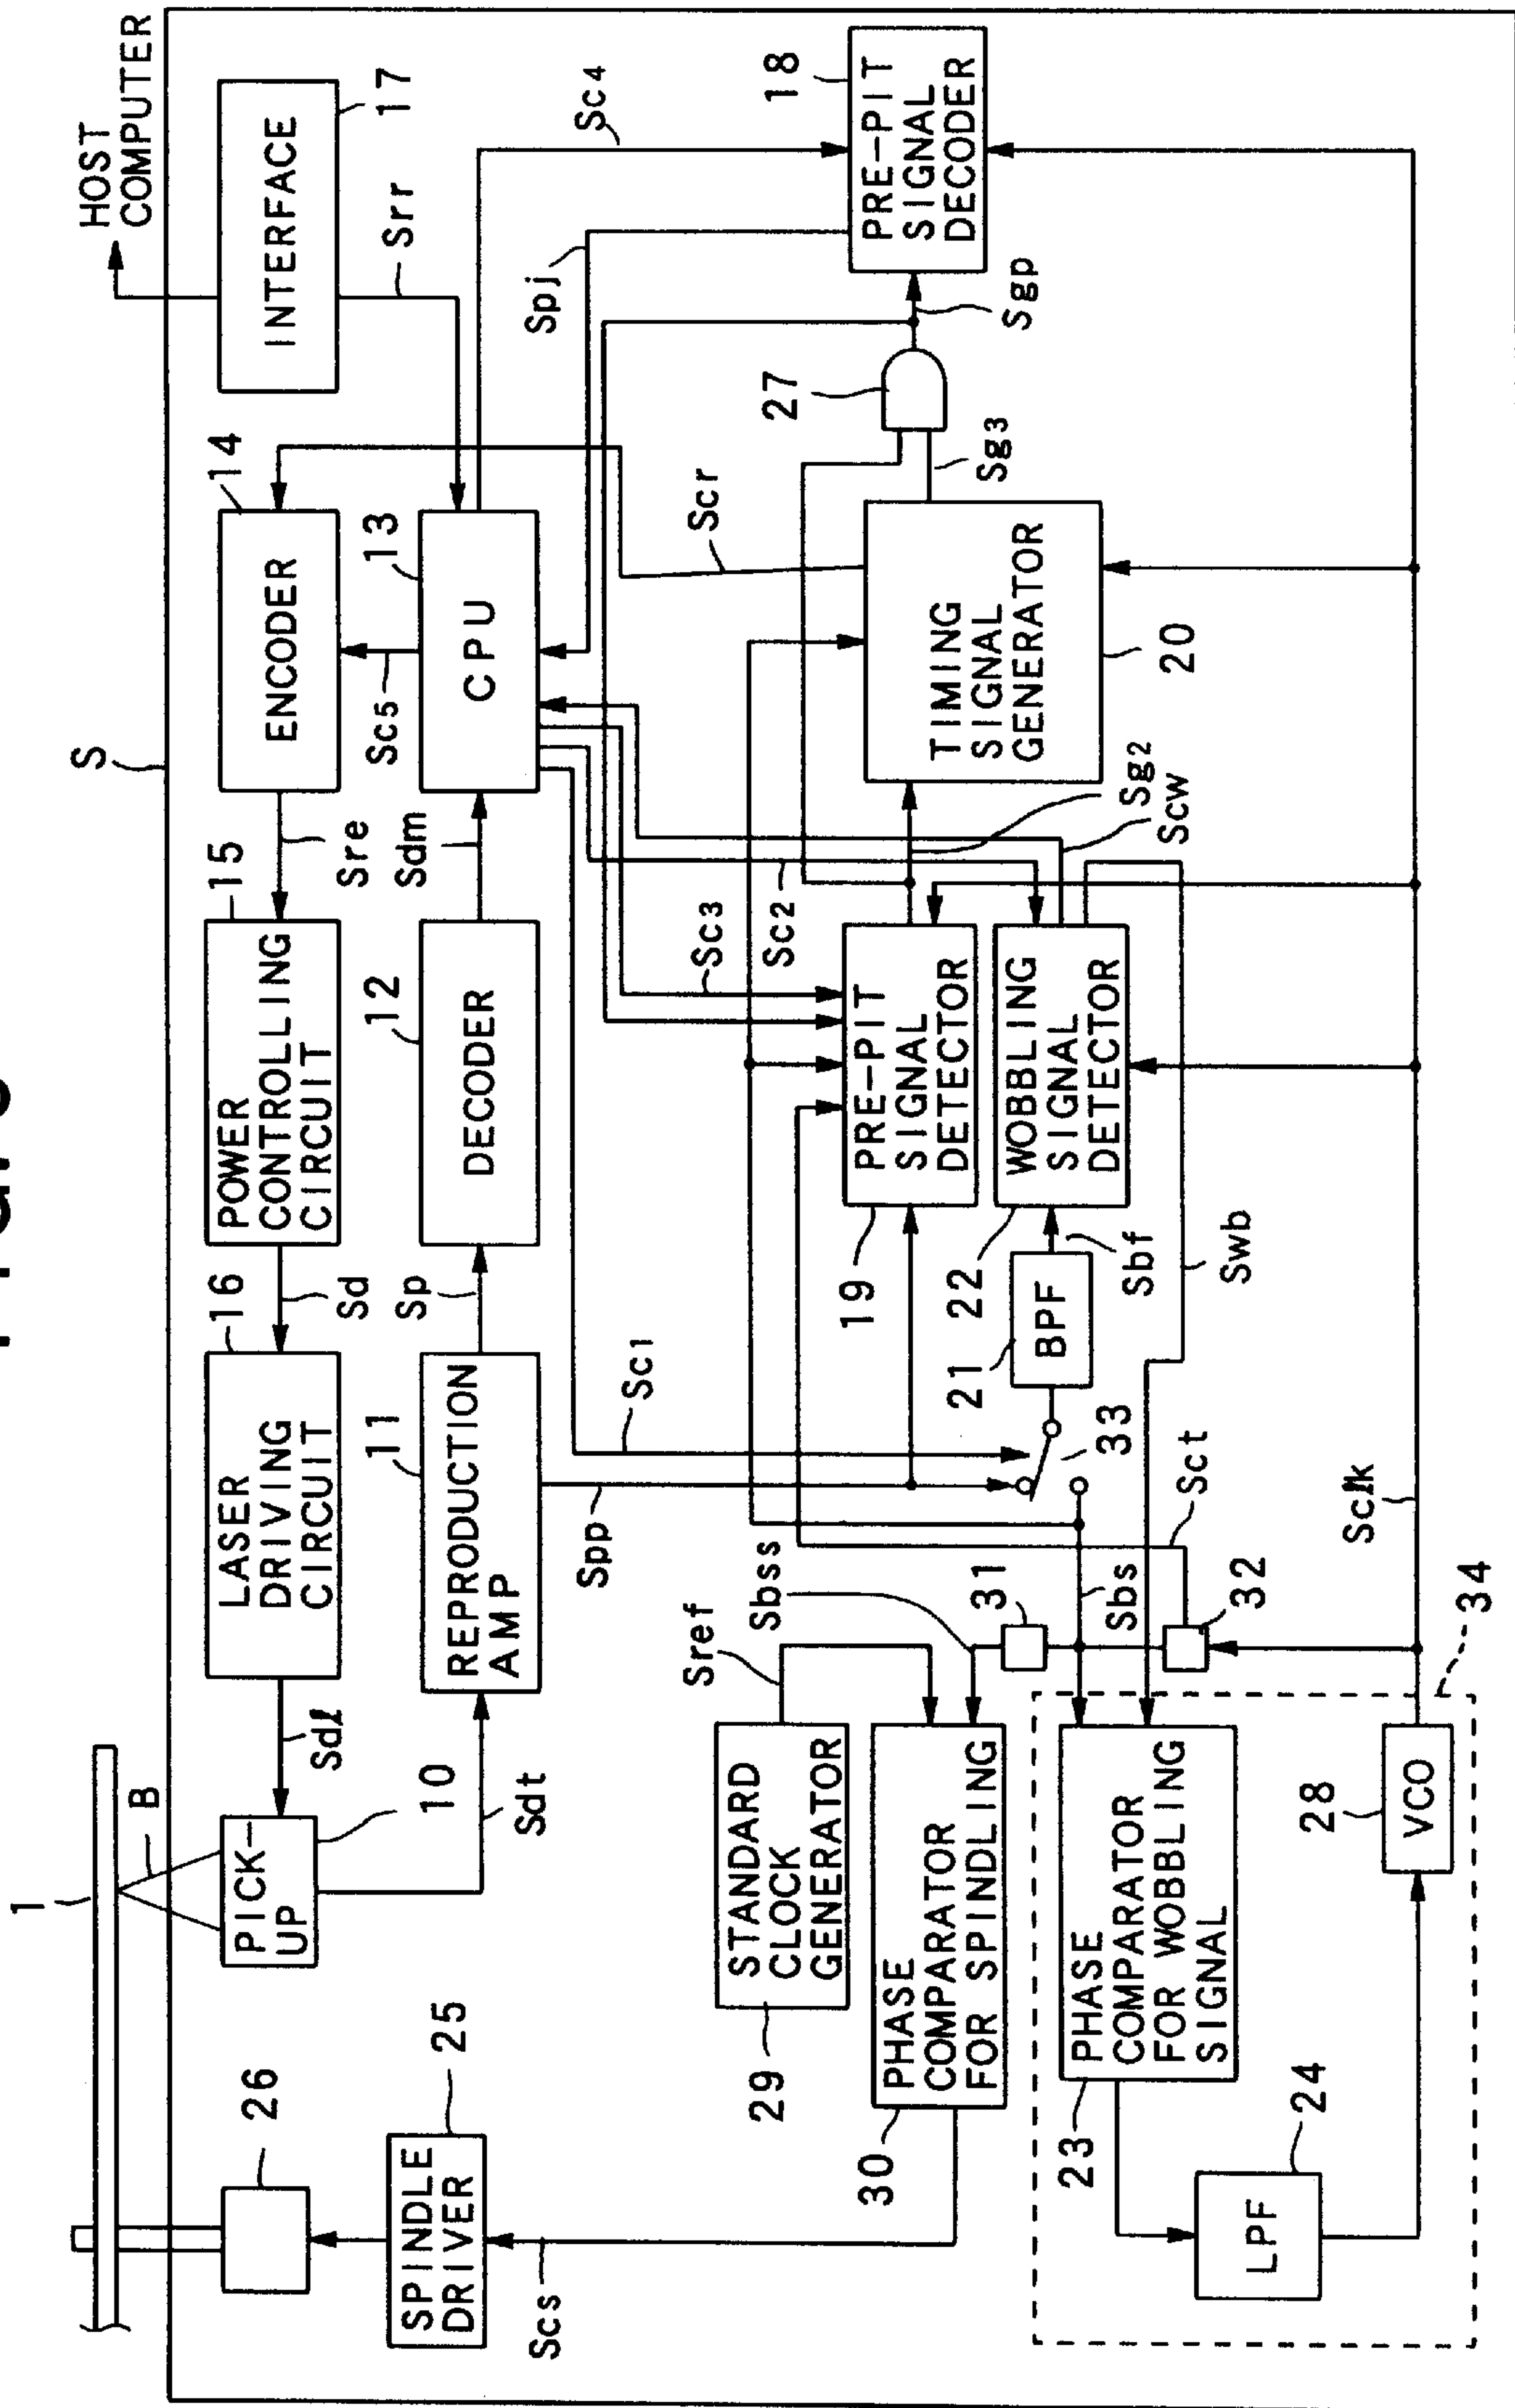 HOST
COMPUTER
S
1
B
INTERFACE
17
Srr
14
ENCODER
15
POWER
CONTROLLING
CIRCUIT
16
LASER
DRIVING
CIRCUIT
Sre
Sd
Sdl
PICK-
UP
10
Sdt
26
25
SPINDLE
DRIVER
Scs
13
CPU
Sc5
Sdm
12
DECODER
Sp
11
REPRODUCTION
AMP
Sc4
Spj
18
PRE-PIT
SIGNAL
DECODER
Sgp
27
Sg3
Scr
TIMING
SIGNAL
GENERATOR
20
Sg2
Scw
Sc3
Sc2
Sc1
Spp
PRE-PIT
SIGNAL
DETECTOR
19
WOBBLING
SIGNAL
DETECTOR
22
BPF
21
Sbf
Swb
33
Sct
Sbss
Sref
31
Sbs
32
Sclk
34
STANDARD
CLOCK
GENERATOR
29
PHASE
COMPARATOR
FOR SPINDLING
30
PHASE
COMPARATOR
FOR WOBBLING
SIGNAL
23
LPF
24
VCO
28